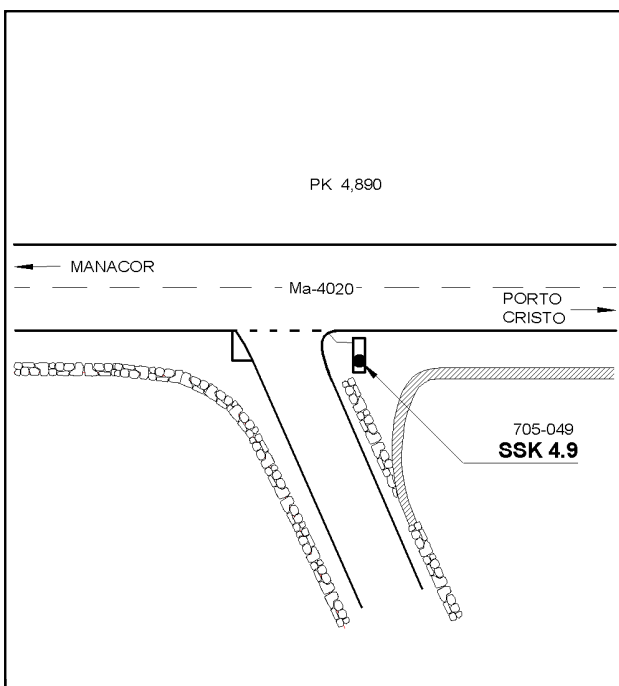 PK 4,890
MANACOR
Ma-4020
PORTO
CRISTO
705-049
SSK 4.9